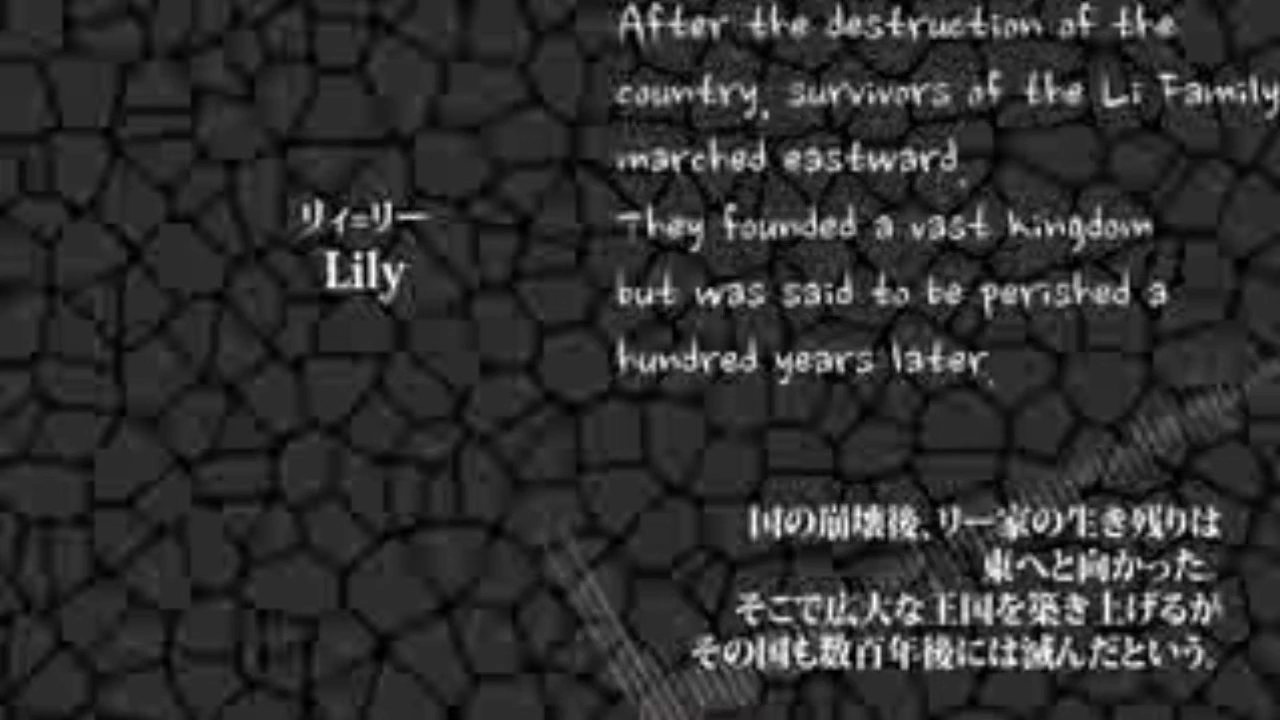 After the destruction of the
country, survivors of the Li Family
marched eastward.
They founded a vast kingdom
but was said to be perished a
hundred years later.
リィ=リー
Lily
国の崩壊後、リー家の生き残りは
東へと向かった。
そこで広大な王国を築き上げるが
その国も数百年後には滅んだという。